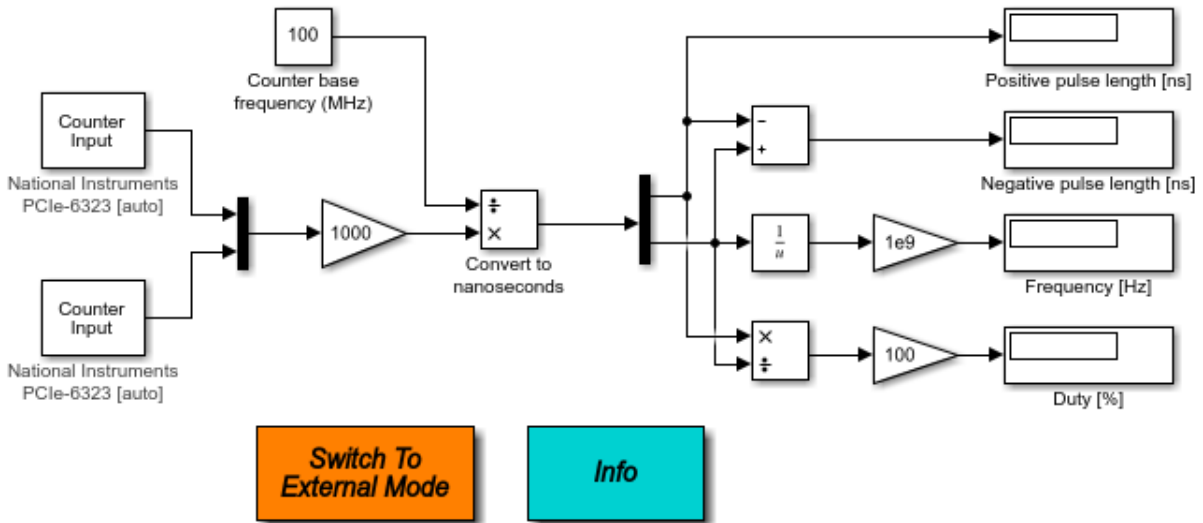 100
Counter base
frequency (MHz)
Counter
Input
National Instruments
PCIe-6323 [auto]
Counter
Input
National Instruments
PCIe-6323 [auto]
1000
÷
×
Convert to
nanoseconds
−
+
1
u
1e9
×
÷
100
Positive pulse length [ns]
Negative pulse length [ns]
Frequency [Hz]
Duty [%]
Switch To
External Mode
Info